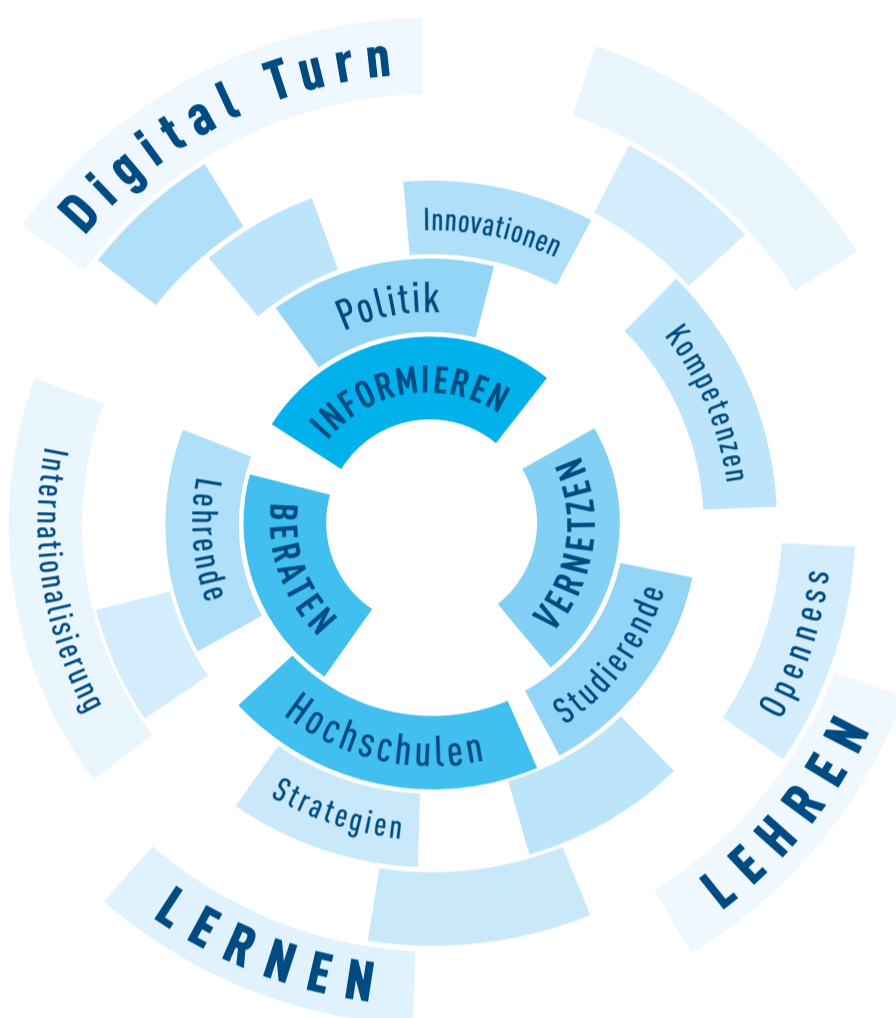 Digital Turn
Innovationen
Politik
INFORMIEREN
Kompetenzen
Internationalisierung
Lehrende
BERATEN
VERNETZEN
Studierende
Openness
Hochschulen
Strategien
LEHREN
LERNEN